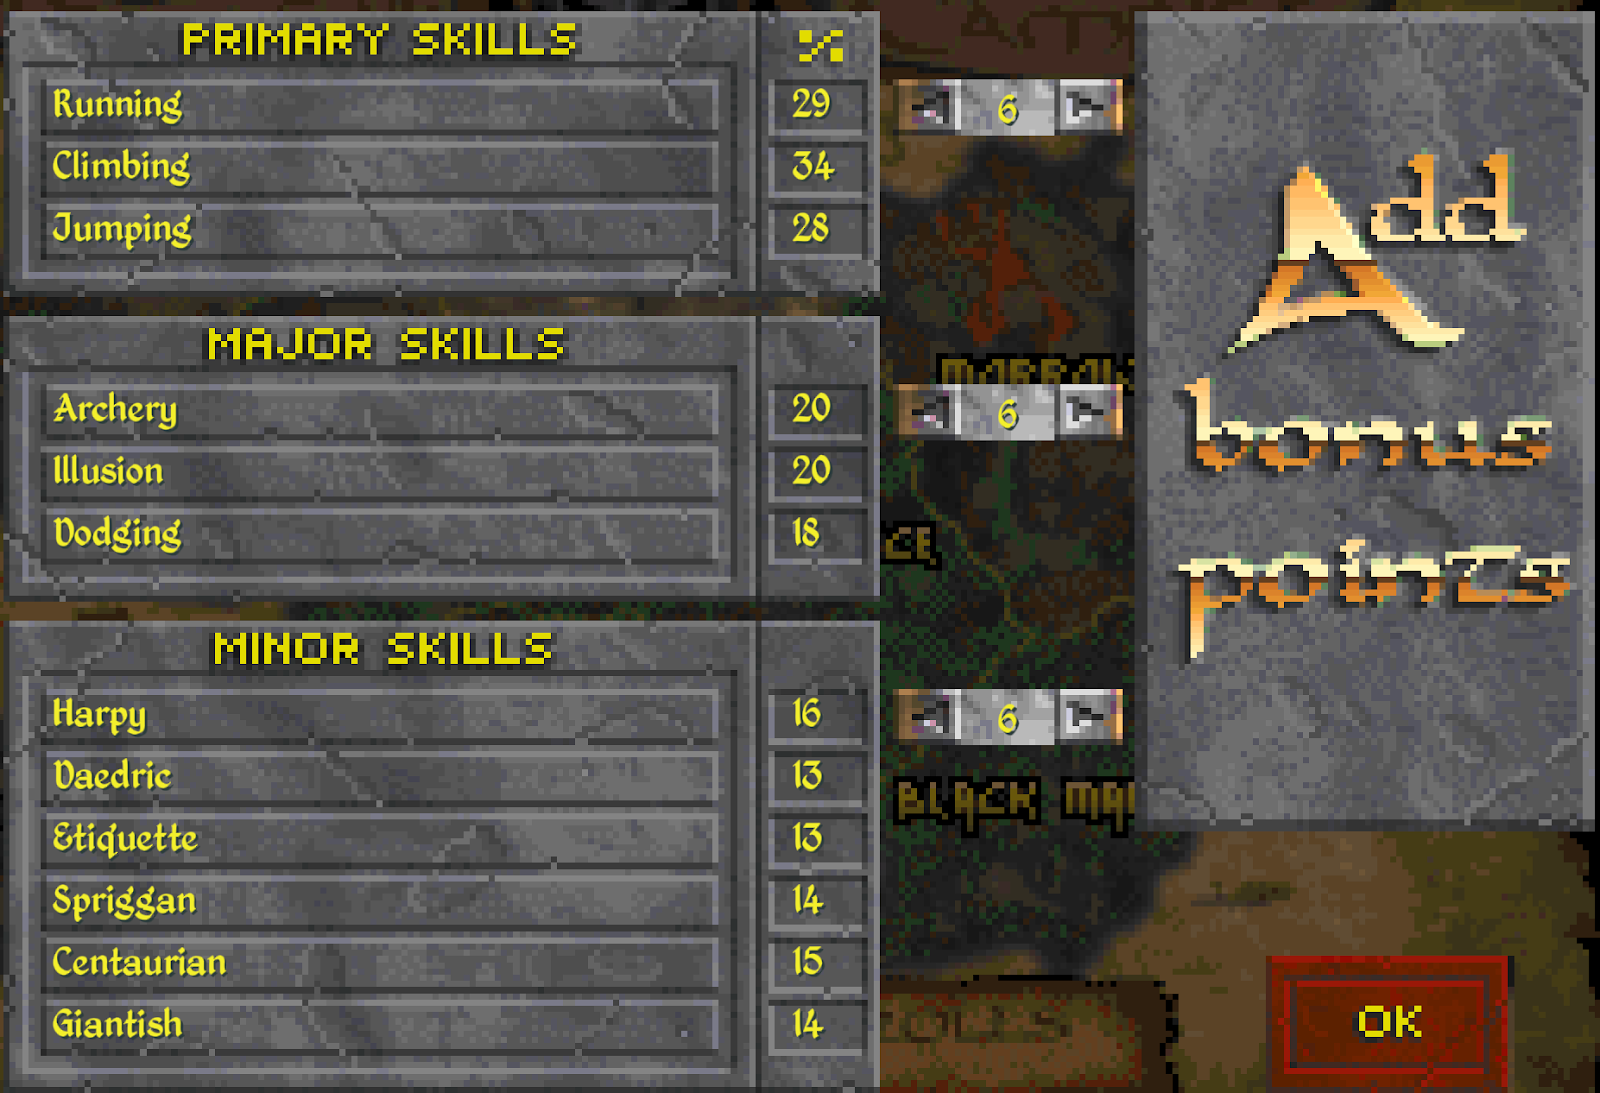 PRIMARY SKILLS %
Running 29
Climbing 34
Jumping 28
6
MAJOR SKILLS
Archery 20
Illusion 20
Dodging 18
6
MINOR SKILLS
Harpy 16
Daedric 13
Etiquette 13
Spriggan 14
Centaurian 15
Giantish 14
6
BLACK
Add
bonus
points
OK